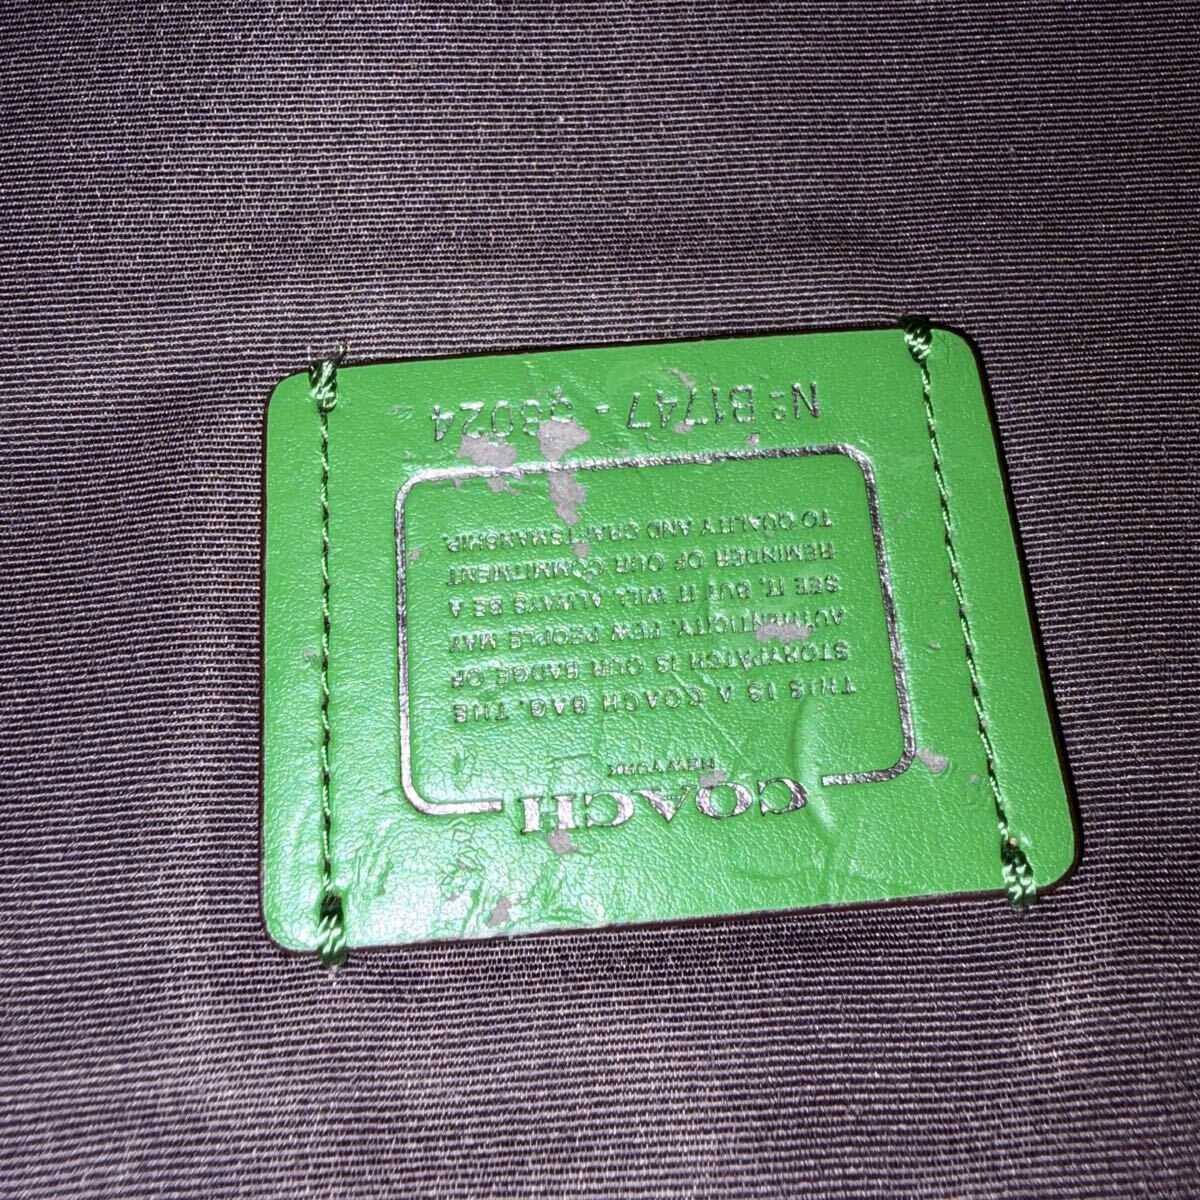 COACH
NEW YORK
THIS IS A COACH BAG. THE
STORYPATCH IS OUR BADGE OF
AUTHENTICITY. FEW PEOPLE MAY
SEE IT, BUT IT WILL ALWAYS BE A
REMINDER OF OUR COMMITMENT
TO QUALITY AND CRAFTSMANSHIP.
Nº B1747 - 98024